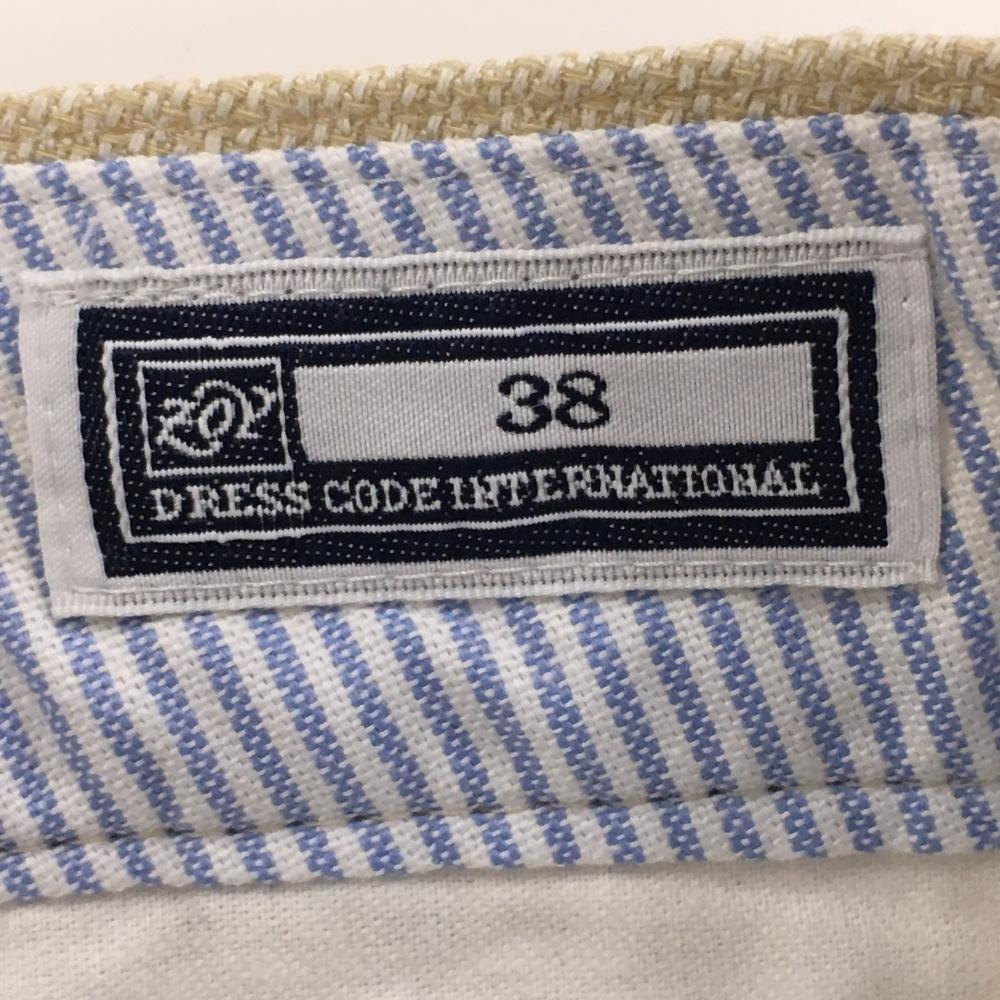 38
DRESS CODE INTERNATIONAL